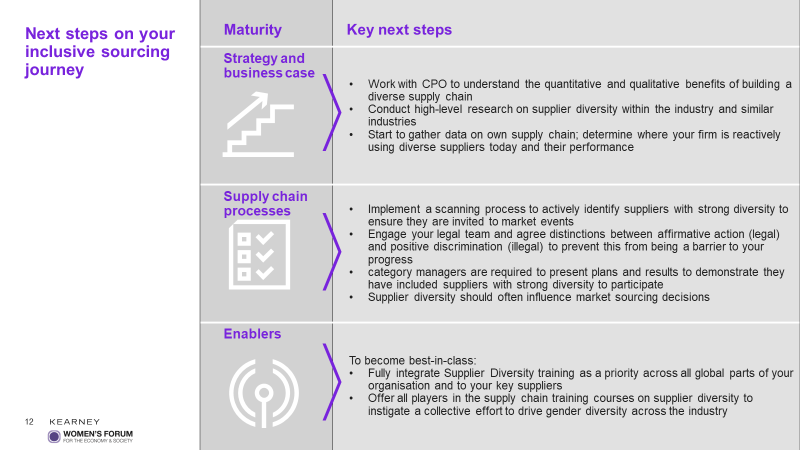 Next steps on your
inclusive sourcing
journey
Maturity
Key next steps
Strategy and
business case
• Work with CPO to understand the quantitative and qualitative benefits of building a
diverse supply chain
• Conduct high-level research on supplier diversity within the industry and similar
industries
• Start to gather data on own supply chain; determine where your firm is reactively
using diverse suppliers today and their performance
Supply chain
processes
• Implement a scanning process to actively identify suppliers with strong diversity to
ensure they are invited to market events
• Engage your legal team and agree distinctions between affirmative action (legal)
and positive discrimination (illegal) to prevent this from being a barrier to your
progress
• category managers are required to present plans and results to demonstrate they
have included suppliers with strong diversity to participate
• Supplier diversity should often influence market sourcing decisions
Enablers
To become best-in-class:
• Fully integrate Supplier Diversity training as a priority across all global parts of your
organisation and to your key suppliers
• Offer all players in the supply chain training courses on supplier diversity to
instigate a collective effort to drive gender diversity across the industry
12 KEARNEY
WOMEN'S FORUM
FOR THE ECONOMY & SOCIETY